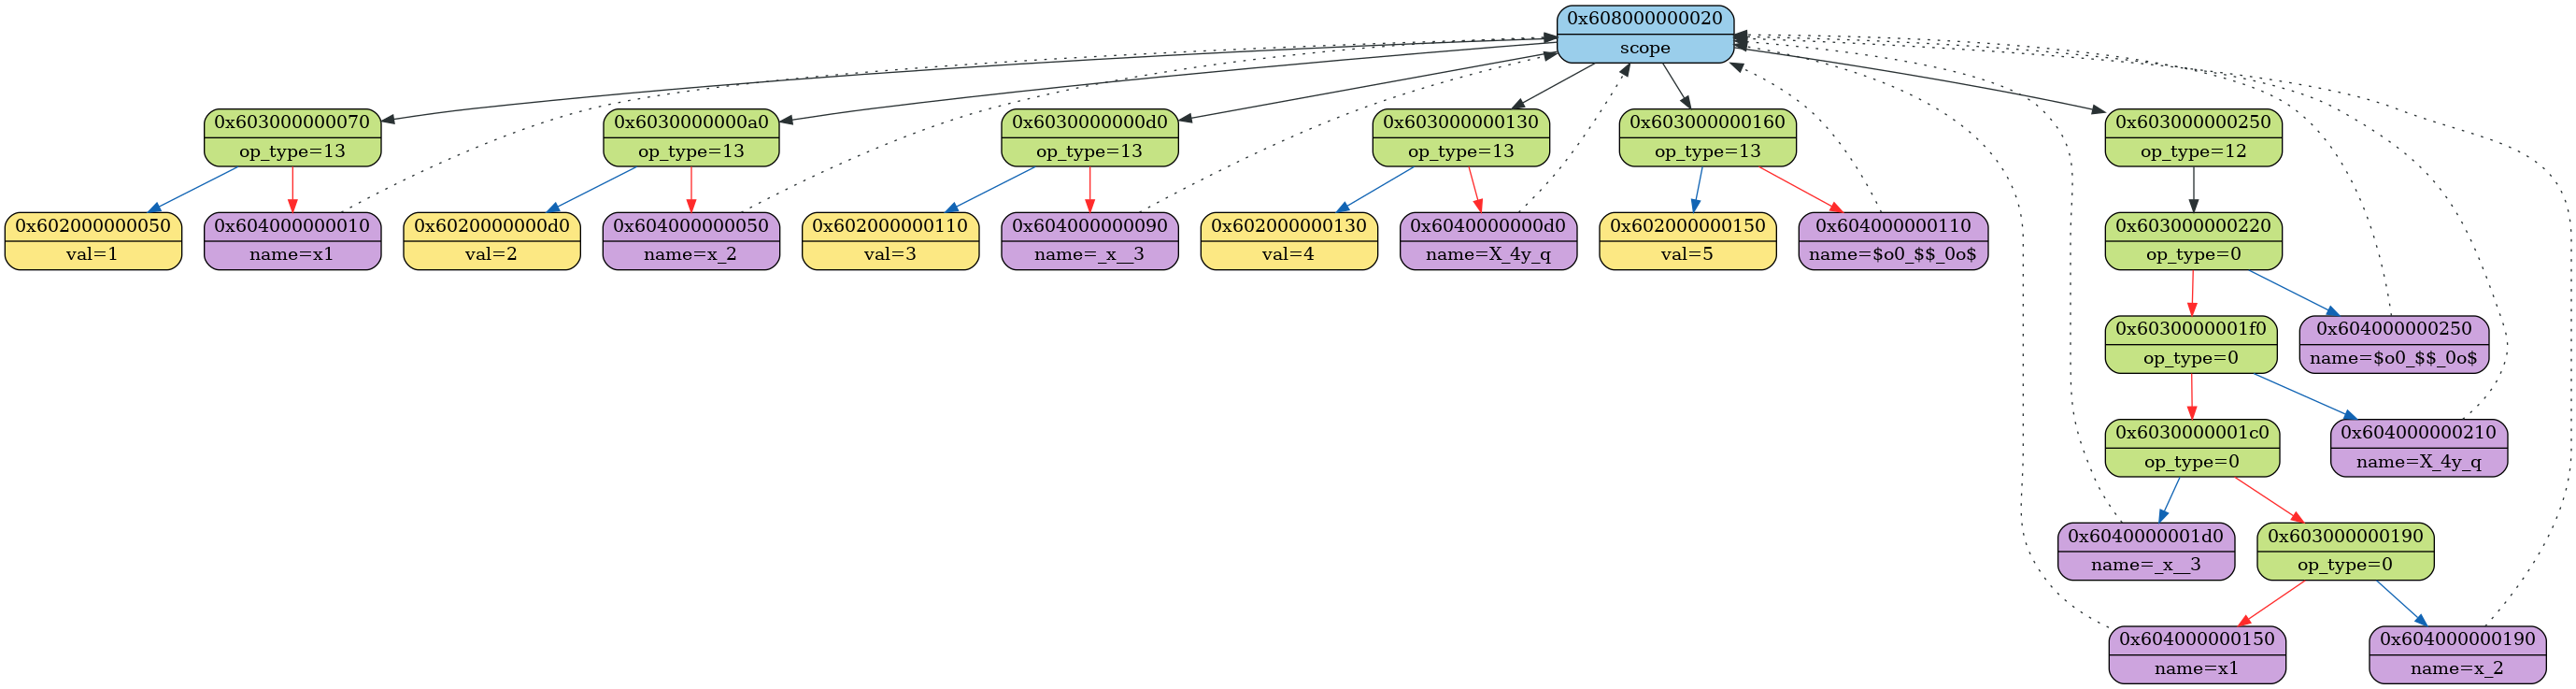 0x608000000020
scope
0x603000000070
op_type=13
0x6030000000a0
op_type=13
0x6030000000d0
op_type=13
0x603000000130
op_type=13
0x603000000160
op_type=13
0x603000000250
op_type=12
0x602000000050
val=1
0x604000000010
name=x1
0x6020000000d0
val=2
0x604000000050
name=x_2
0x602000000110
val=3
0x604000000090
name=_x__3
0x602000000130
val=4
0x6040000000d0
name=X_4y_q
0x602000000150
val=5
0x604000000110
name=$o0_$$_0o$
0x603000000220
op_type=0
0x6030000001f0
op_type=0
0x604000000250
name=$o0_$$_0o$
0x6030000001c0
op_type=0
0x604000000210
name=X_4y_q
0x6040000001d0
name=_x__3
0x603000000190
op_type=0
0x604000000150
name=x1
0x604000000190
name=x_2